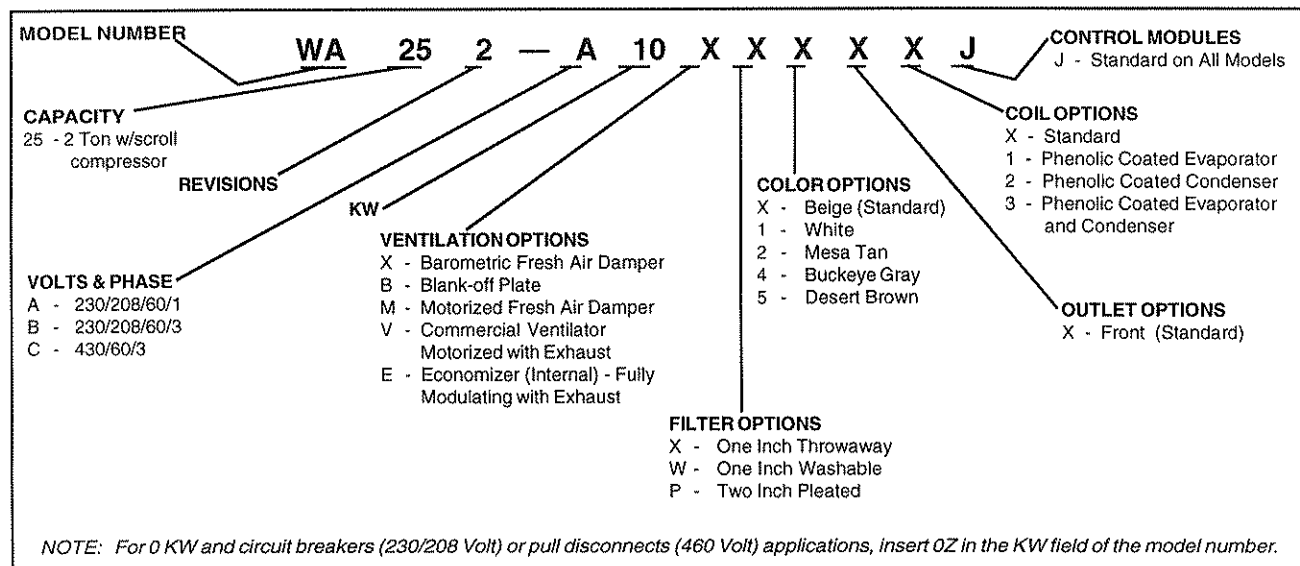 MODEL NUMBER
WA 25 2 — A 10 X X X X X J
CONTROL MODULES
J - Standard on All Models
CAPACITY
25 - 2 Ton w/scroll
compressor
REVISIONS
KW
VOLTS & PHASE
A - 230/208/60/1
B - 230/208/60/3
C - 430/60/3
VENTILATION OPTIONS
X - Barometric Fresh Air Damper
B - Blank-off Plate
M - Motorized Fresh Air Damper
V - Commercial Ventilator
Motorized with Exhaust
E - Economizer (Internal) - Fully
Modulating with Exhaust
FILTER OPTIONS
X - One Inch Throwaway
W - One Inch Washable
P - Two Inch Pleated
COLOR OPTIONS
X - Beige (Standard)
1 - White
2 - Mesa Tan
4 - Buckeye Gray
5 - Desert Brown
OUTLET OPTIONS
X - Front (Standard)
COIL OPTIONS
X - Standard
1 - Phenolic Coated Evaporator
2 - Phenolic Coated Condenser
3 - Phenolic Coated Evaporator
and Condenser
NOTE: For 0 KW and circuit breakers (230/208 Volt) or pull disconnects (460 Volt) applications, insert 0Z in the KW field of the model number.